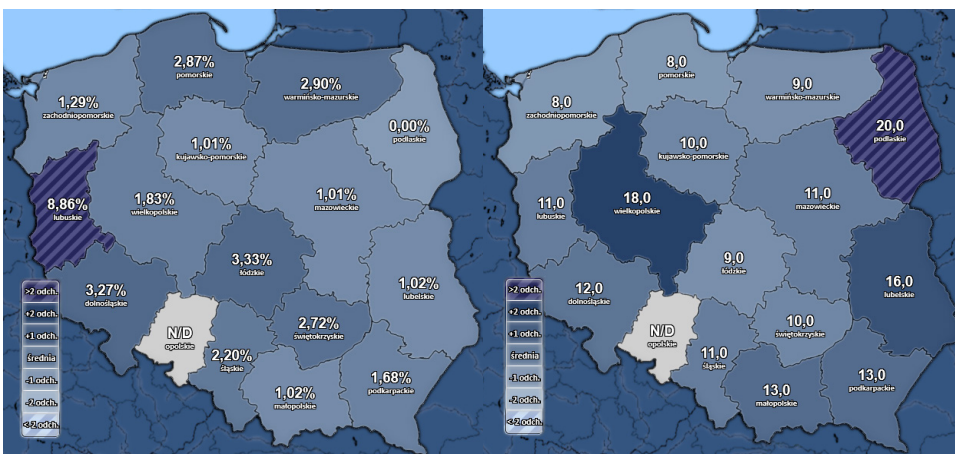 2,87%
pomorskie
2,90%
warmińsko-mazurskie
1,29%
zachodniopomorskie
0,00%
podlaskie
1,01%
kujawsko-pomorskie
8,86%
lubuskie
1,83%
wielkopolskie
1,01%
mazowieckie
3,33%
łódzkie
1,02%
lubelskie
3,27%
dolnośląskie
N/D
opolskie
2,72%
świętokrzyskie
2,20%
śląskie
1,02%
małopolskie
1,68%
podkarpackie
>2 odch.
+2 odch.
+1 odch.
średnia
-1 odch.
-2 odch.
<-2 odch.
8,0
pomorskie
9,0
warmińsko-mazurskie
8,0
zachodniopomorskie
20,0
podlaskie
10,0
kujawsko-pomorskie
11,0
lubuskie
18,0
wielkopolskie
11,0
mazowieckie
9,0
łódzkie
16,0
lubelskie
12,0
dolnośląskie
N/D
opolskie
10,0
świętokrzyskie
11,0
śląskie
13,0
małopolskie
13,0
podkarpackie
>2 odch.
+2 odch.
+1 odch.
średnia
-1 odch.
-2 odch.
<-2 odch.